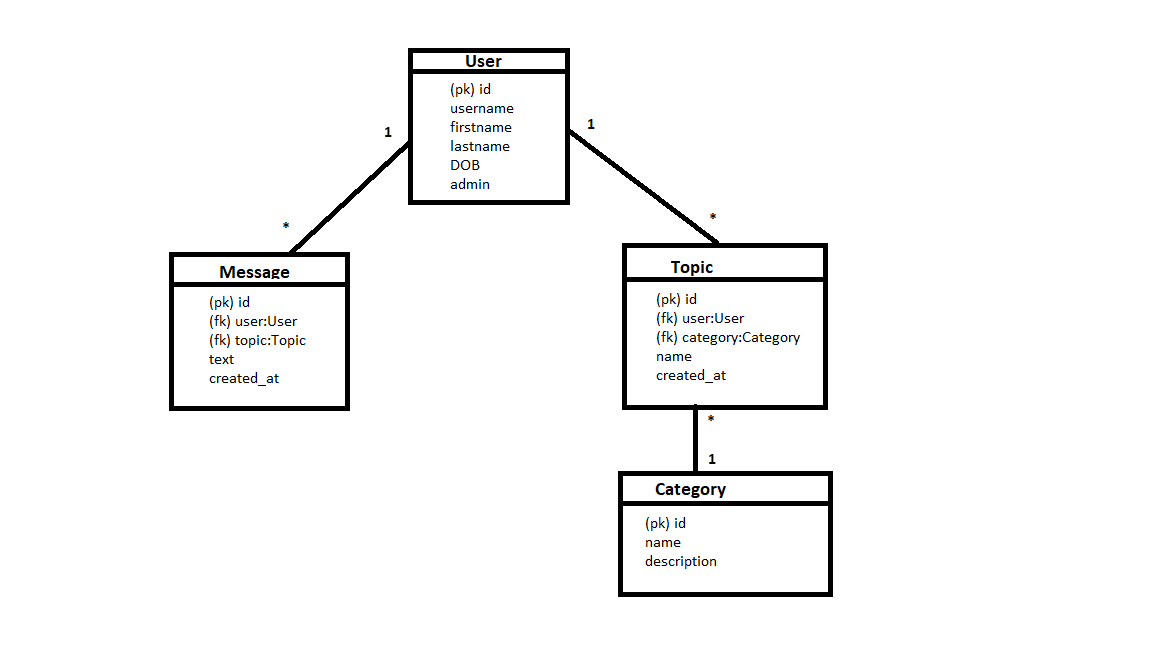 User
(pk) id
username
firstname
lastname
DOB
admin
1
1
*
*
Message
(pk) id
(fk) user:User
(fk) topic:Topic
text
created_at
Topic
(pk) id
(fk) user:User
(fk) category:Category
name
created_at
*
1
Category
(pk) id
name
description